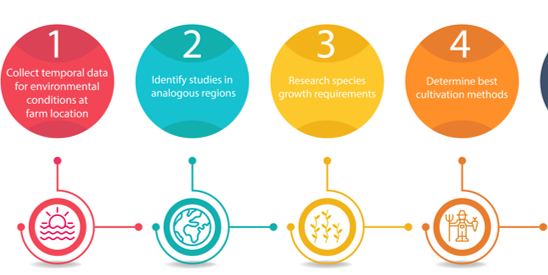 1
Collect temporal data
for environmental
conditions at
farm location
2
Identify studies in
analogous regions
3
Research species
growth requirements
4
Determine best
cultivation methods